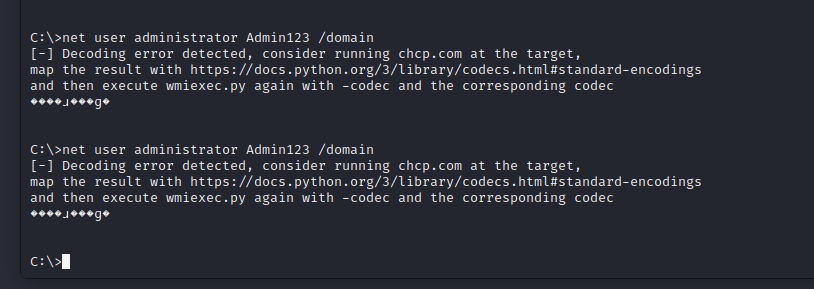 C:\>net user administrator Admin123 /domain
[-] Decoding error detected, consider running chcp.com at the target,
map the result with https://docs.python.org/3/library/codecs.html#standard-encodings
and then execute wmiexec.py again with -codec and the corresponding codec
����ɹ���ɡ�
C:\>net user administrator Admin123 /domain
[-] Decoding error detected, consider running chcp.com at the target,
map the result with https://docs.python.org/3/library/codecs.html#standard-encodings
and then execute wmiexec.py again with -codec and the corresponding codec
����ɹ���ɡ�
C:\>